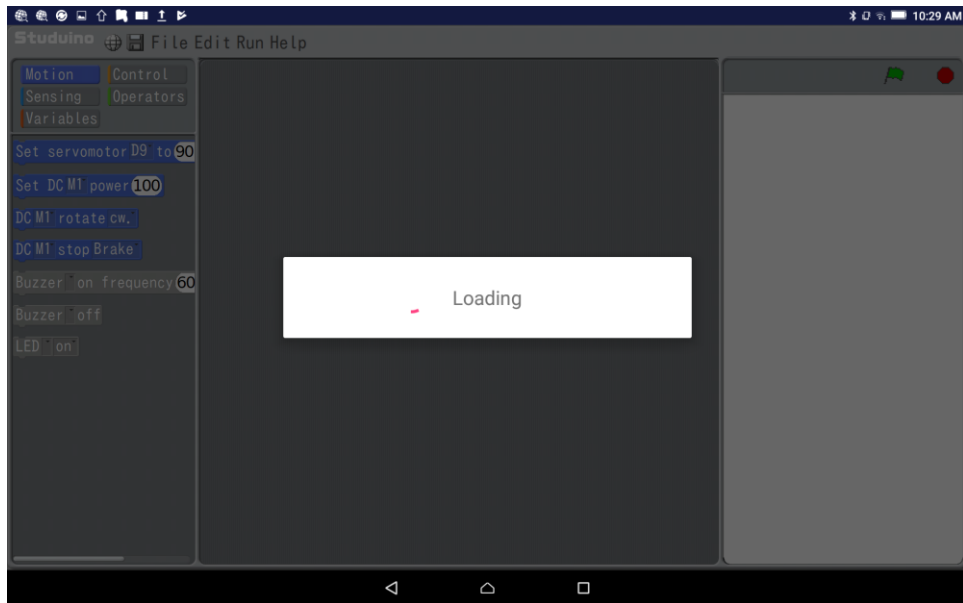 10:29 AM
Studuino File Edit Run Help
Motion Control
Sensing Operators
Variables
Set servomotor D9 to 90
Set DC M1 power 100
DC M1 rotate cw.
DC M1 stop Brake
Buzzer on frequency 60
Buzzer off
LED on
Loading